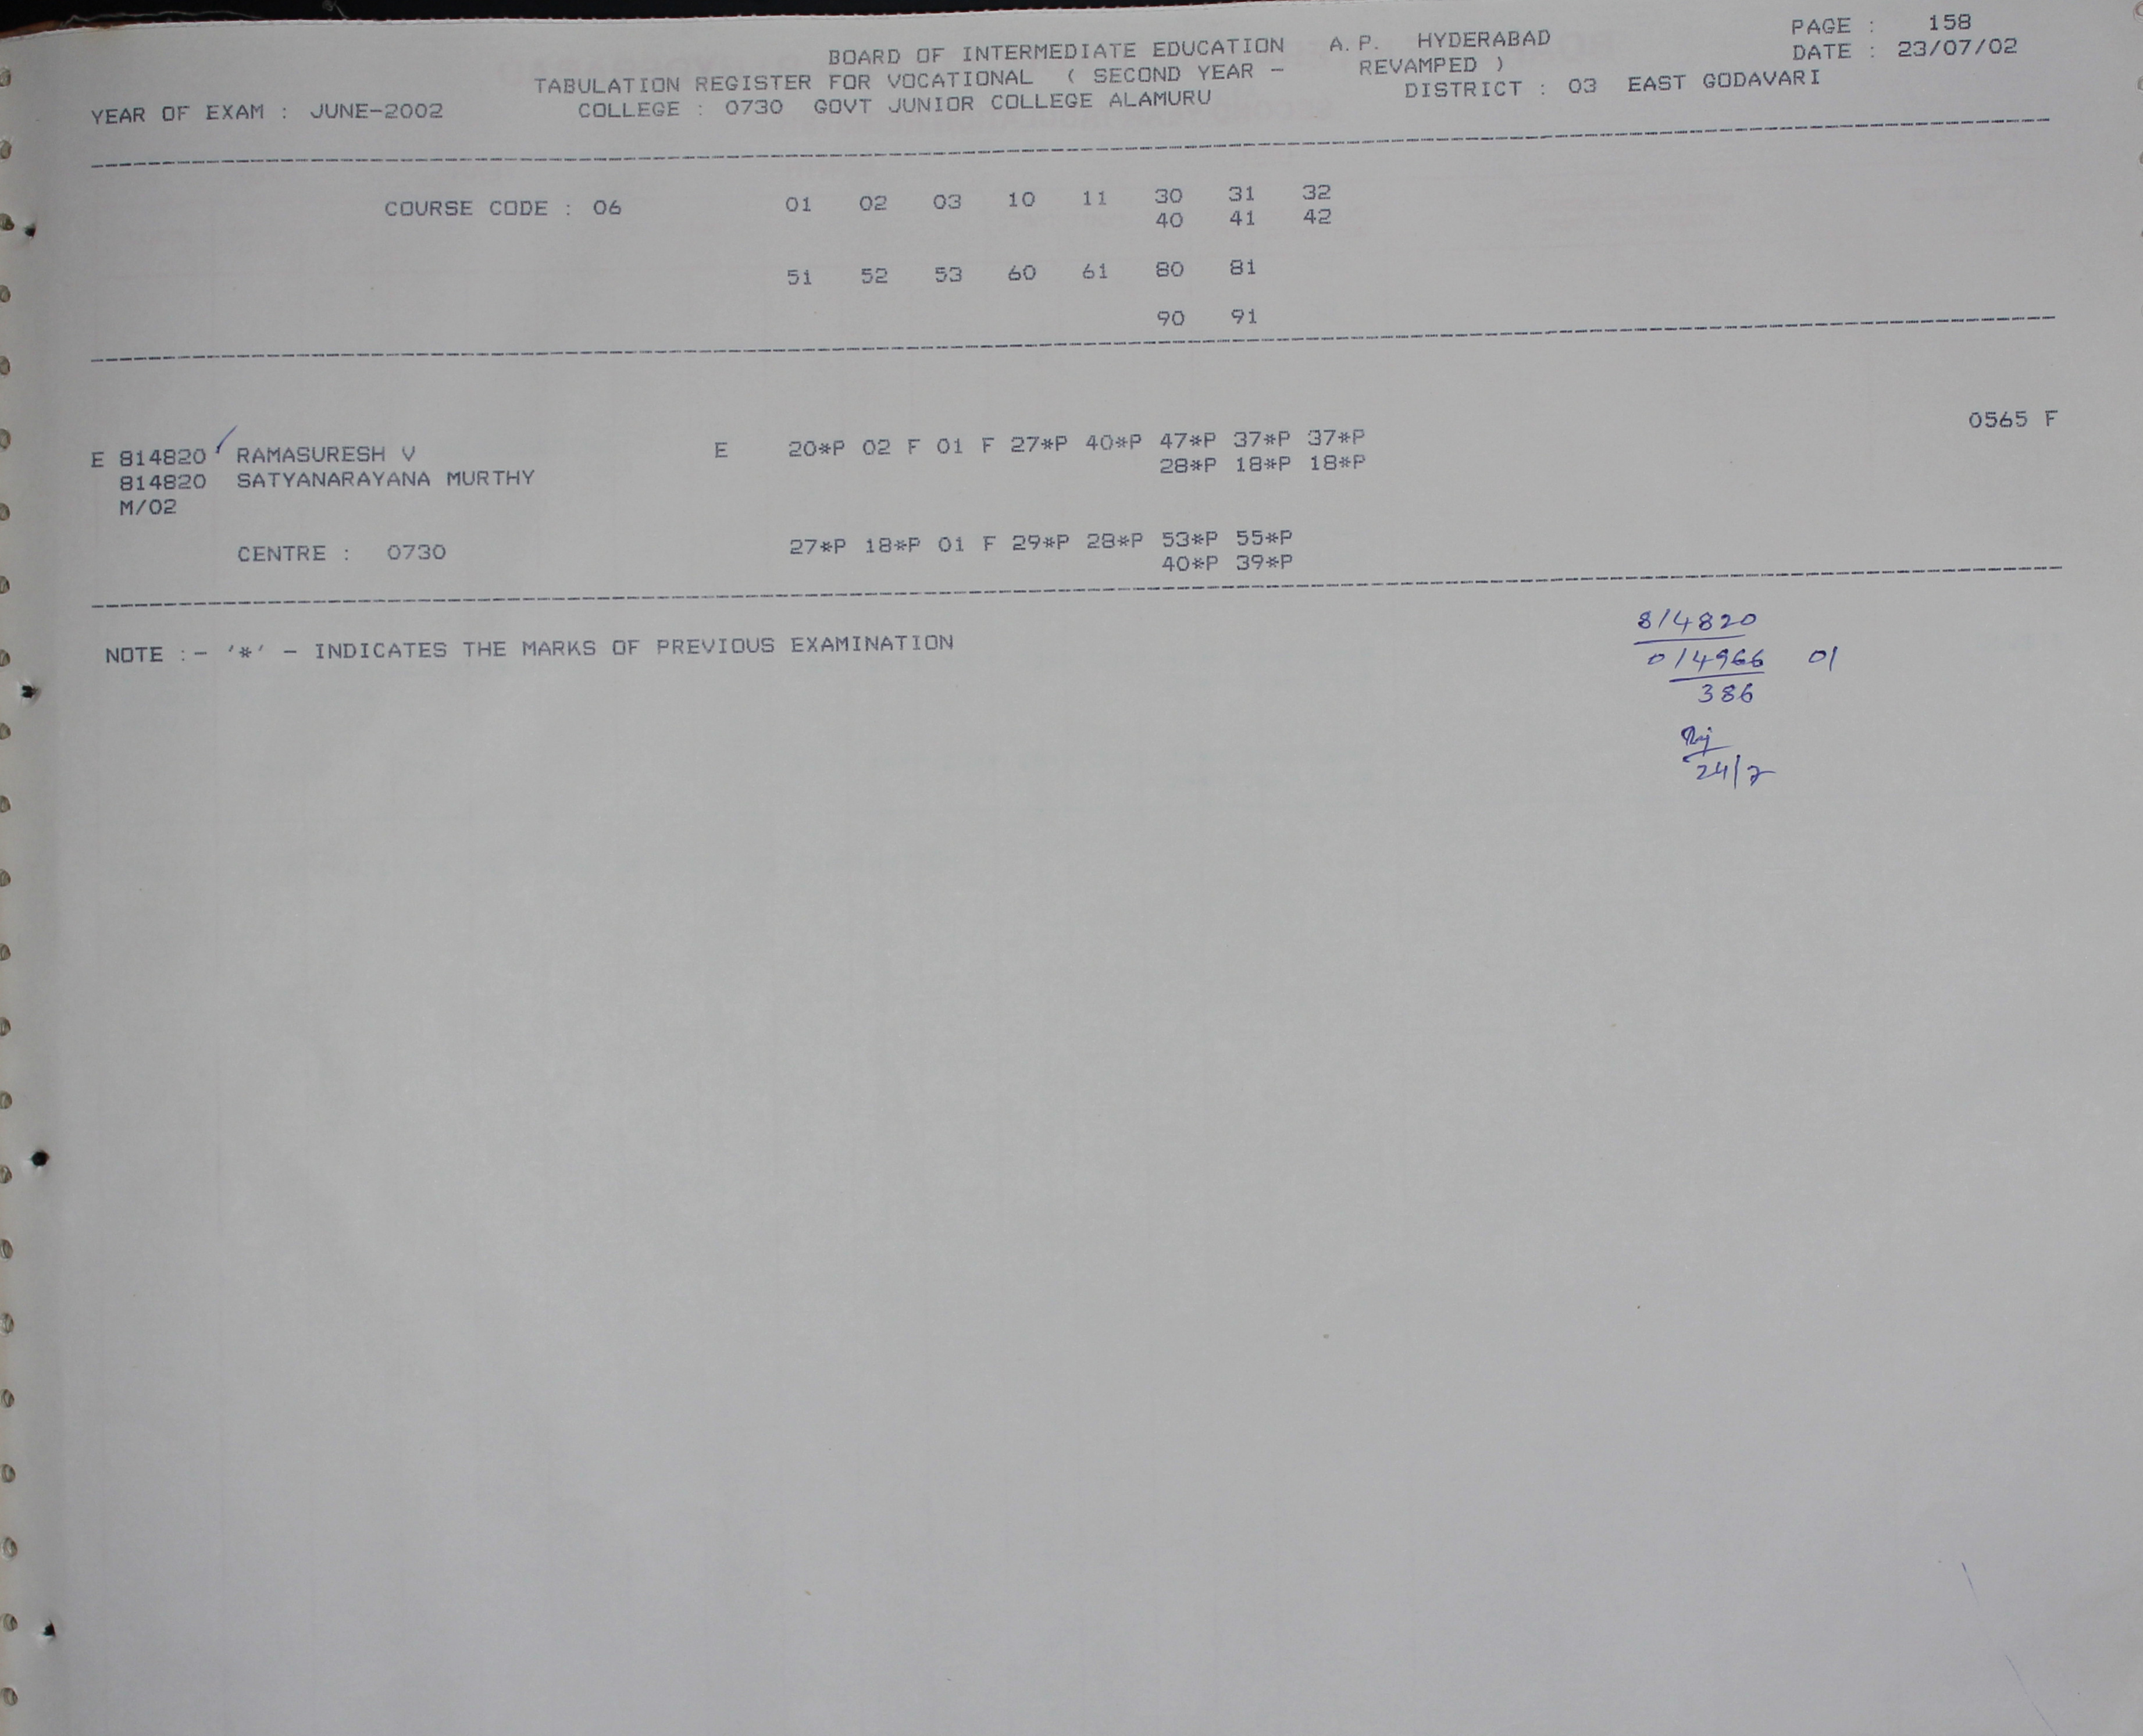 PAGE : 158
BOARD OF INTERMEDIATE EDUCATION A.P. HYDERABAD
DATE : 23/07/02
TABULATION REGISTER FOR VOCATIONAL ( SECOND YEAR - REVAMPED )
YEAR OF EXAM : JUNE-2002 COLLEGE : 0730 GOVT JUNIOR COLLEGE ALAMURU DISTRICT : 03 EAST GODAVARI
COURSE CODE : 06 01 02 03 10 11 30 31 32
40 41 42
51 52 53 60 61 80 81
90 91
E 814820 RAMASURESH V E 20*P 02 F 01 F 27*P 40*P 47*P 37*P 37*P 0565 F
814820 SATYANARAYANA MURTHY 28*P 18*P 18*P
M/02
CENTRE : 0730 27*P 18*P 01 F 29*P 28*P 53*P 55*P
40*P 39*P
NOTE :- '*' - INDICATES THE MARKS OF PREVIOUS EXAMINATION
814820
014966 01
386
24/7